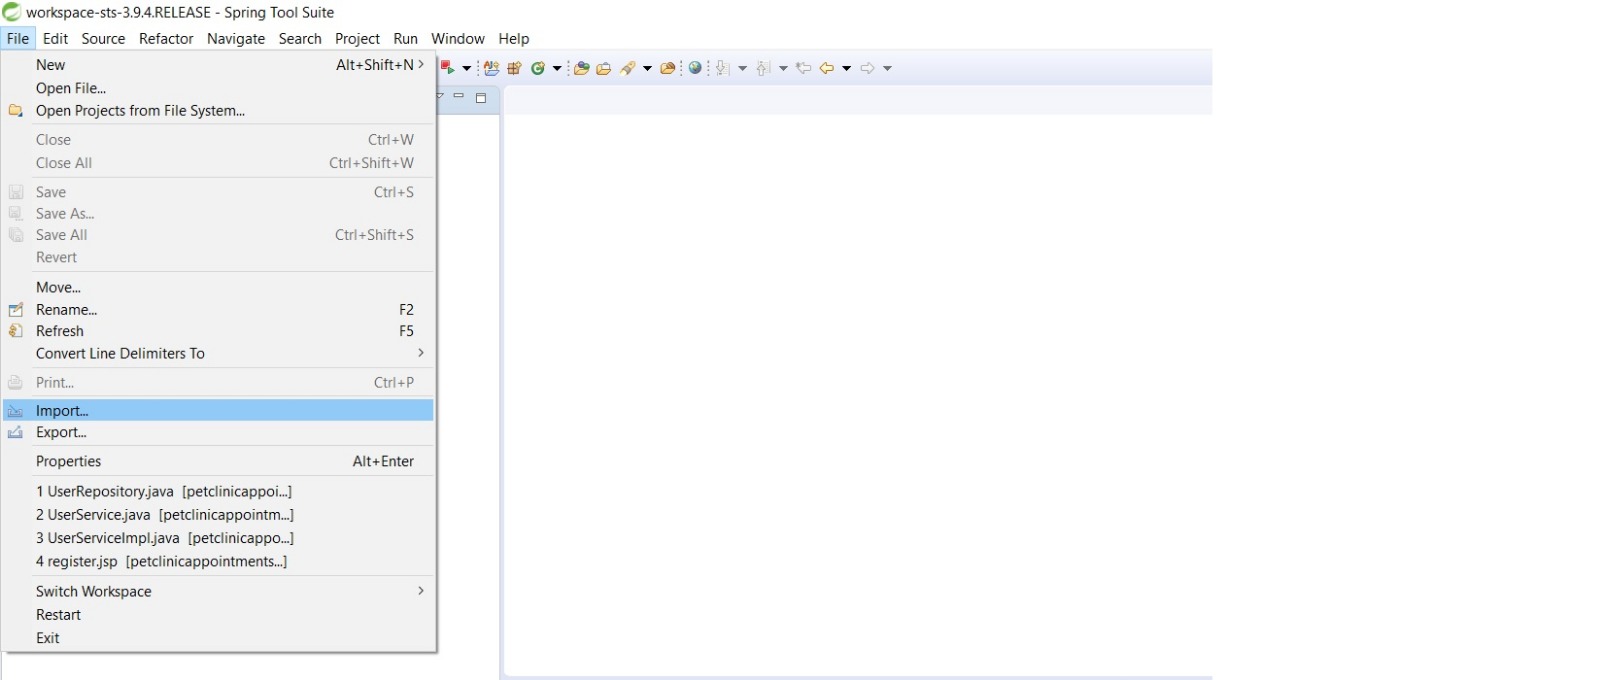 workspace-sts-3.9.4.RELEASE - Spring Tool Suite
File Edit Source Refactor Navigate Search Project Run Window Help
New Alt+Shift+N
Open File...
Open Projects from File System...
Close Ctrl+W
Close All Ctrl+Shift+W
Save Ctrl+S
Save As...
Save All Ctrl+Shift+S
Revert
Move...
Rename... F2
Refresh F5
Convert Line Delimiters To
Print... Ctrl+P
Import...
Export...
Properties Alt+Enter
1 UserRepository.java [petclinicappoi...]
2 UserService.java [petclinicappointm...]
3 UserServiceImpl.java [petclinicappo...]
4 register.jsp [petclinicappointments...]
Switch Workspace
Restart
Exit